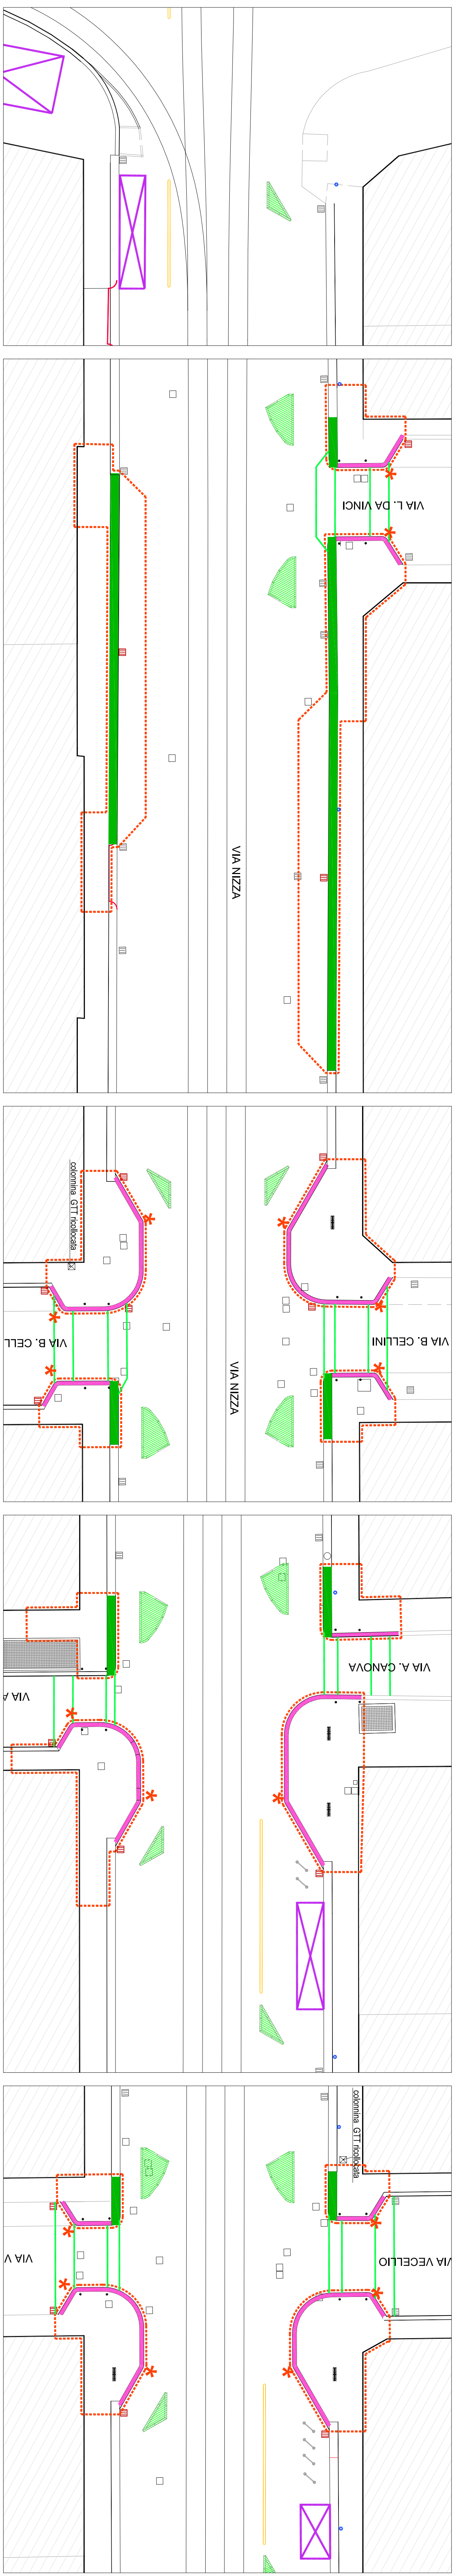 VIA L. DA VINCI
VIA NIZZA
colonnina GTT ricollocata
VIA B. CELL
VIA B. CELLINI
VIA NIZZA
VIA A. CANOVA
VIA A
colonnina GTT ricollocata
VIA V
VIA VECELLIO